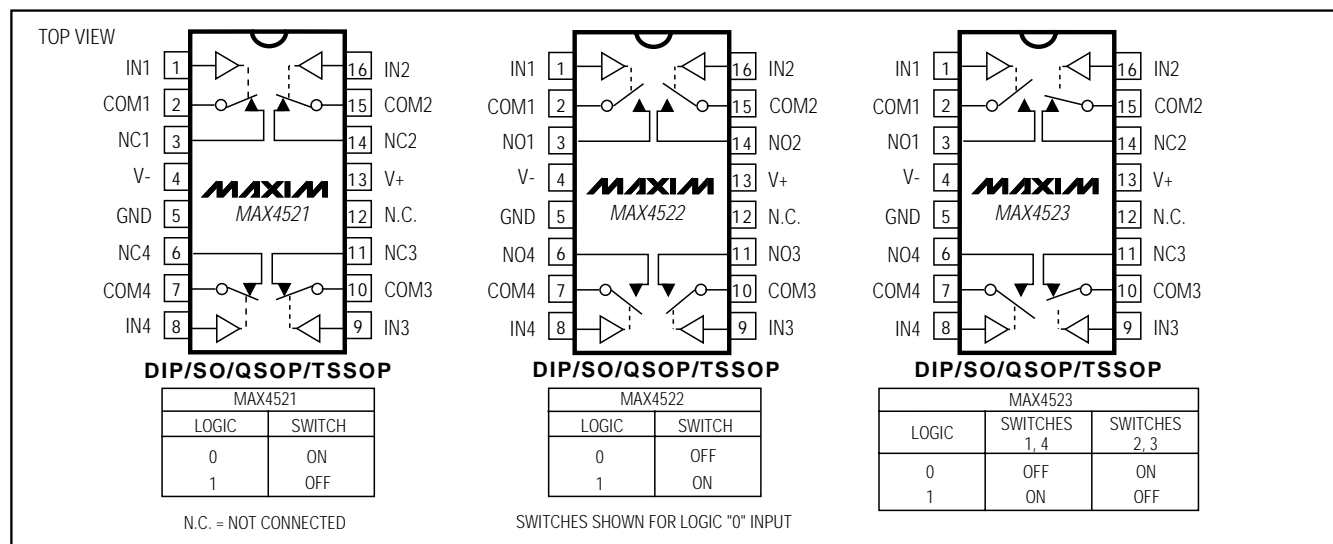 TOP VIEW
IN1 1 16 IN2
COM1 2 15 COM2
NC1 3 14 NC2
V- 4 13 V+
MAXIM
MAX4521
GND 5 12 N.C.
NC4 6 11 NC3
COM4 7 10 COM3
IN4 8 9 IN3
DIP/SO/QSOP/TSSOP
MAX4521
LOGIC SWITCH
0 ON
1 OFF
N.C. = NOT CONNECTED
IN1 1 16 IN2
COM1 2 15 COM2
NO1 3 14 NO2
V- 4 13 V+
MAXIM
MAX4522
GND 5 12 N.C.
NO4 6 11 NO3
COM4 7 10 COM3
IN4 8 9 IN3
DIP/SO/QSOP/TSSOP
MAX4522
LOGIC SWITCH
0 OFF
1 ON
SWITCHES SHOWN FOR LOGIC "0" INPUT
IN1 1 16 IN2
COM1 2 15 COM2
NO1 3 14 NC2
V- 4 13 V+
MAXIM
MAX4523
GND 5 12 N.C.
NO4 6 11 NC3
COM4 7 10 COM3
IN4 8 9 IN3
DIP/SO/QSOP/TSSOP
MAX4523
LOGIC SWITCHES 1, 4 SWITCHES 2, 3
0 OFF ON
1 ON OFF